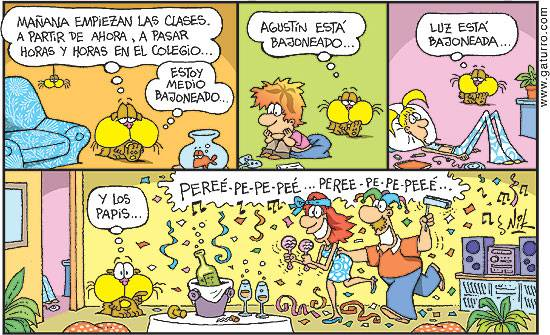 MAÑANA EMPIEZAN LAS CLASES.
A PARTIR DE AHORA, A PASAR
HORAS Y HORAS EN EL COLEGIO...
ESTOY
MEDIO
BAJONEADO...
AGUSTÍN ESTÁ
BAJONEADO...
LUZ ESTÁ
BAJONEADA...
www.gaturro.com
Y LOS
PAPIS...
PEREÉ-PE-PE-PEÉ... PEREE-PE-PE-PEEÉ...
NIK